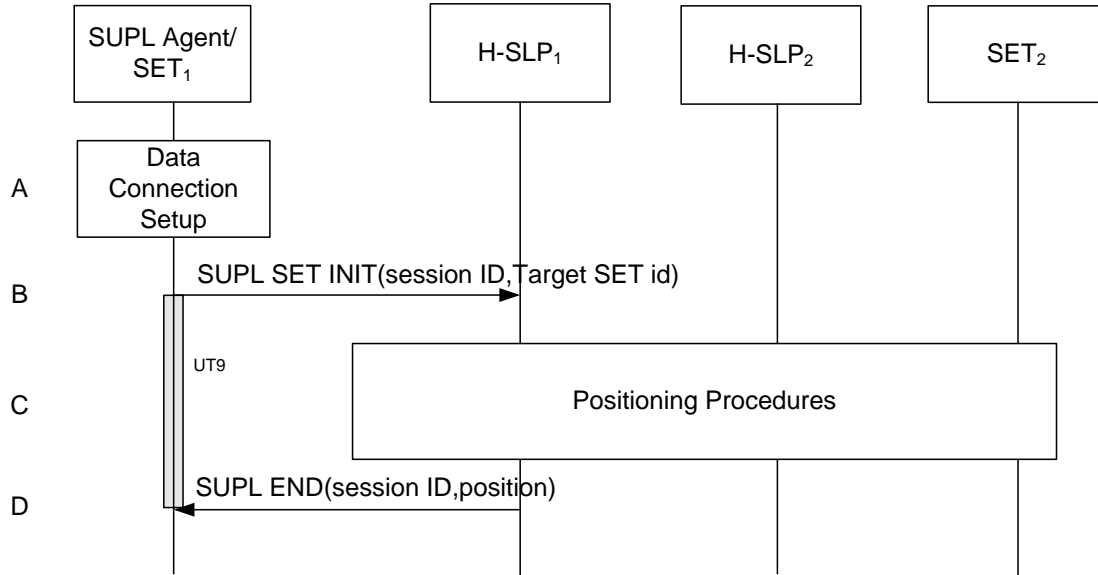 SUPL Agent/
SET₁
H-SLP₁
H-SLP₂
SET₂
A
Data
Connection
Setup
B
SUPL SET INIT(session ID,Target SET id)
UT9
C
Positioning Procedures
D
SUPL END(session ID,position)